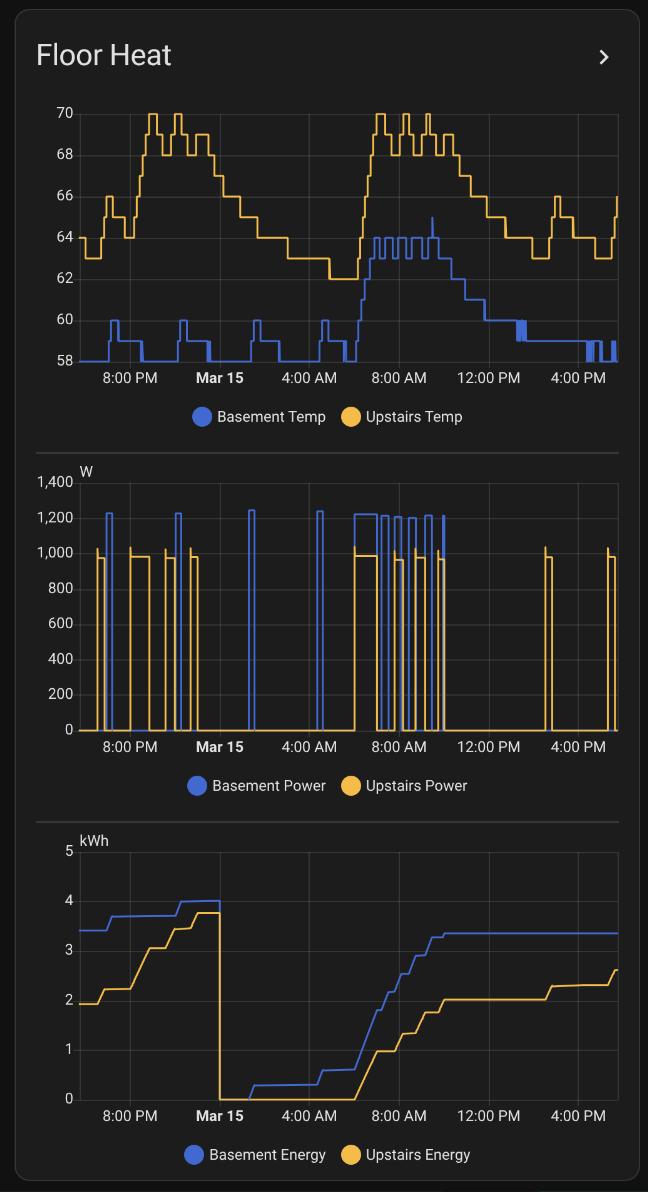 Floor Heat
70
68
66
64
62
60
58
8:00 PM Mar 15 4:00 AM 8:00 AM 12:00 PM 4:00 PM
Basement Temp Upstairs Temp
W
1,400
1,200
1,000
800
600
400
200
0
8:00 PM Mar 15 4:00 AM 8:00 AM 12:00 PM 4:00 PM
Basement Power Upstairs Power
kWh
5
4
3
2
1
0
8:00 PM Mar 15 4:00 AM 8:00 AM 12:00 PM 4:00 PM
Basement Energy Upstairs Energy